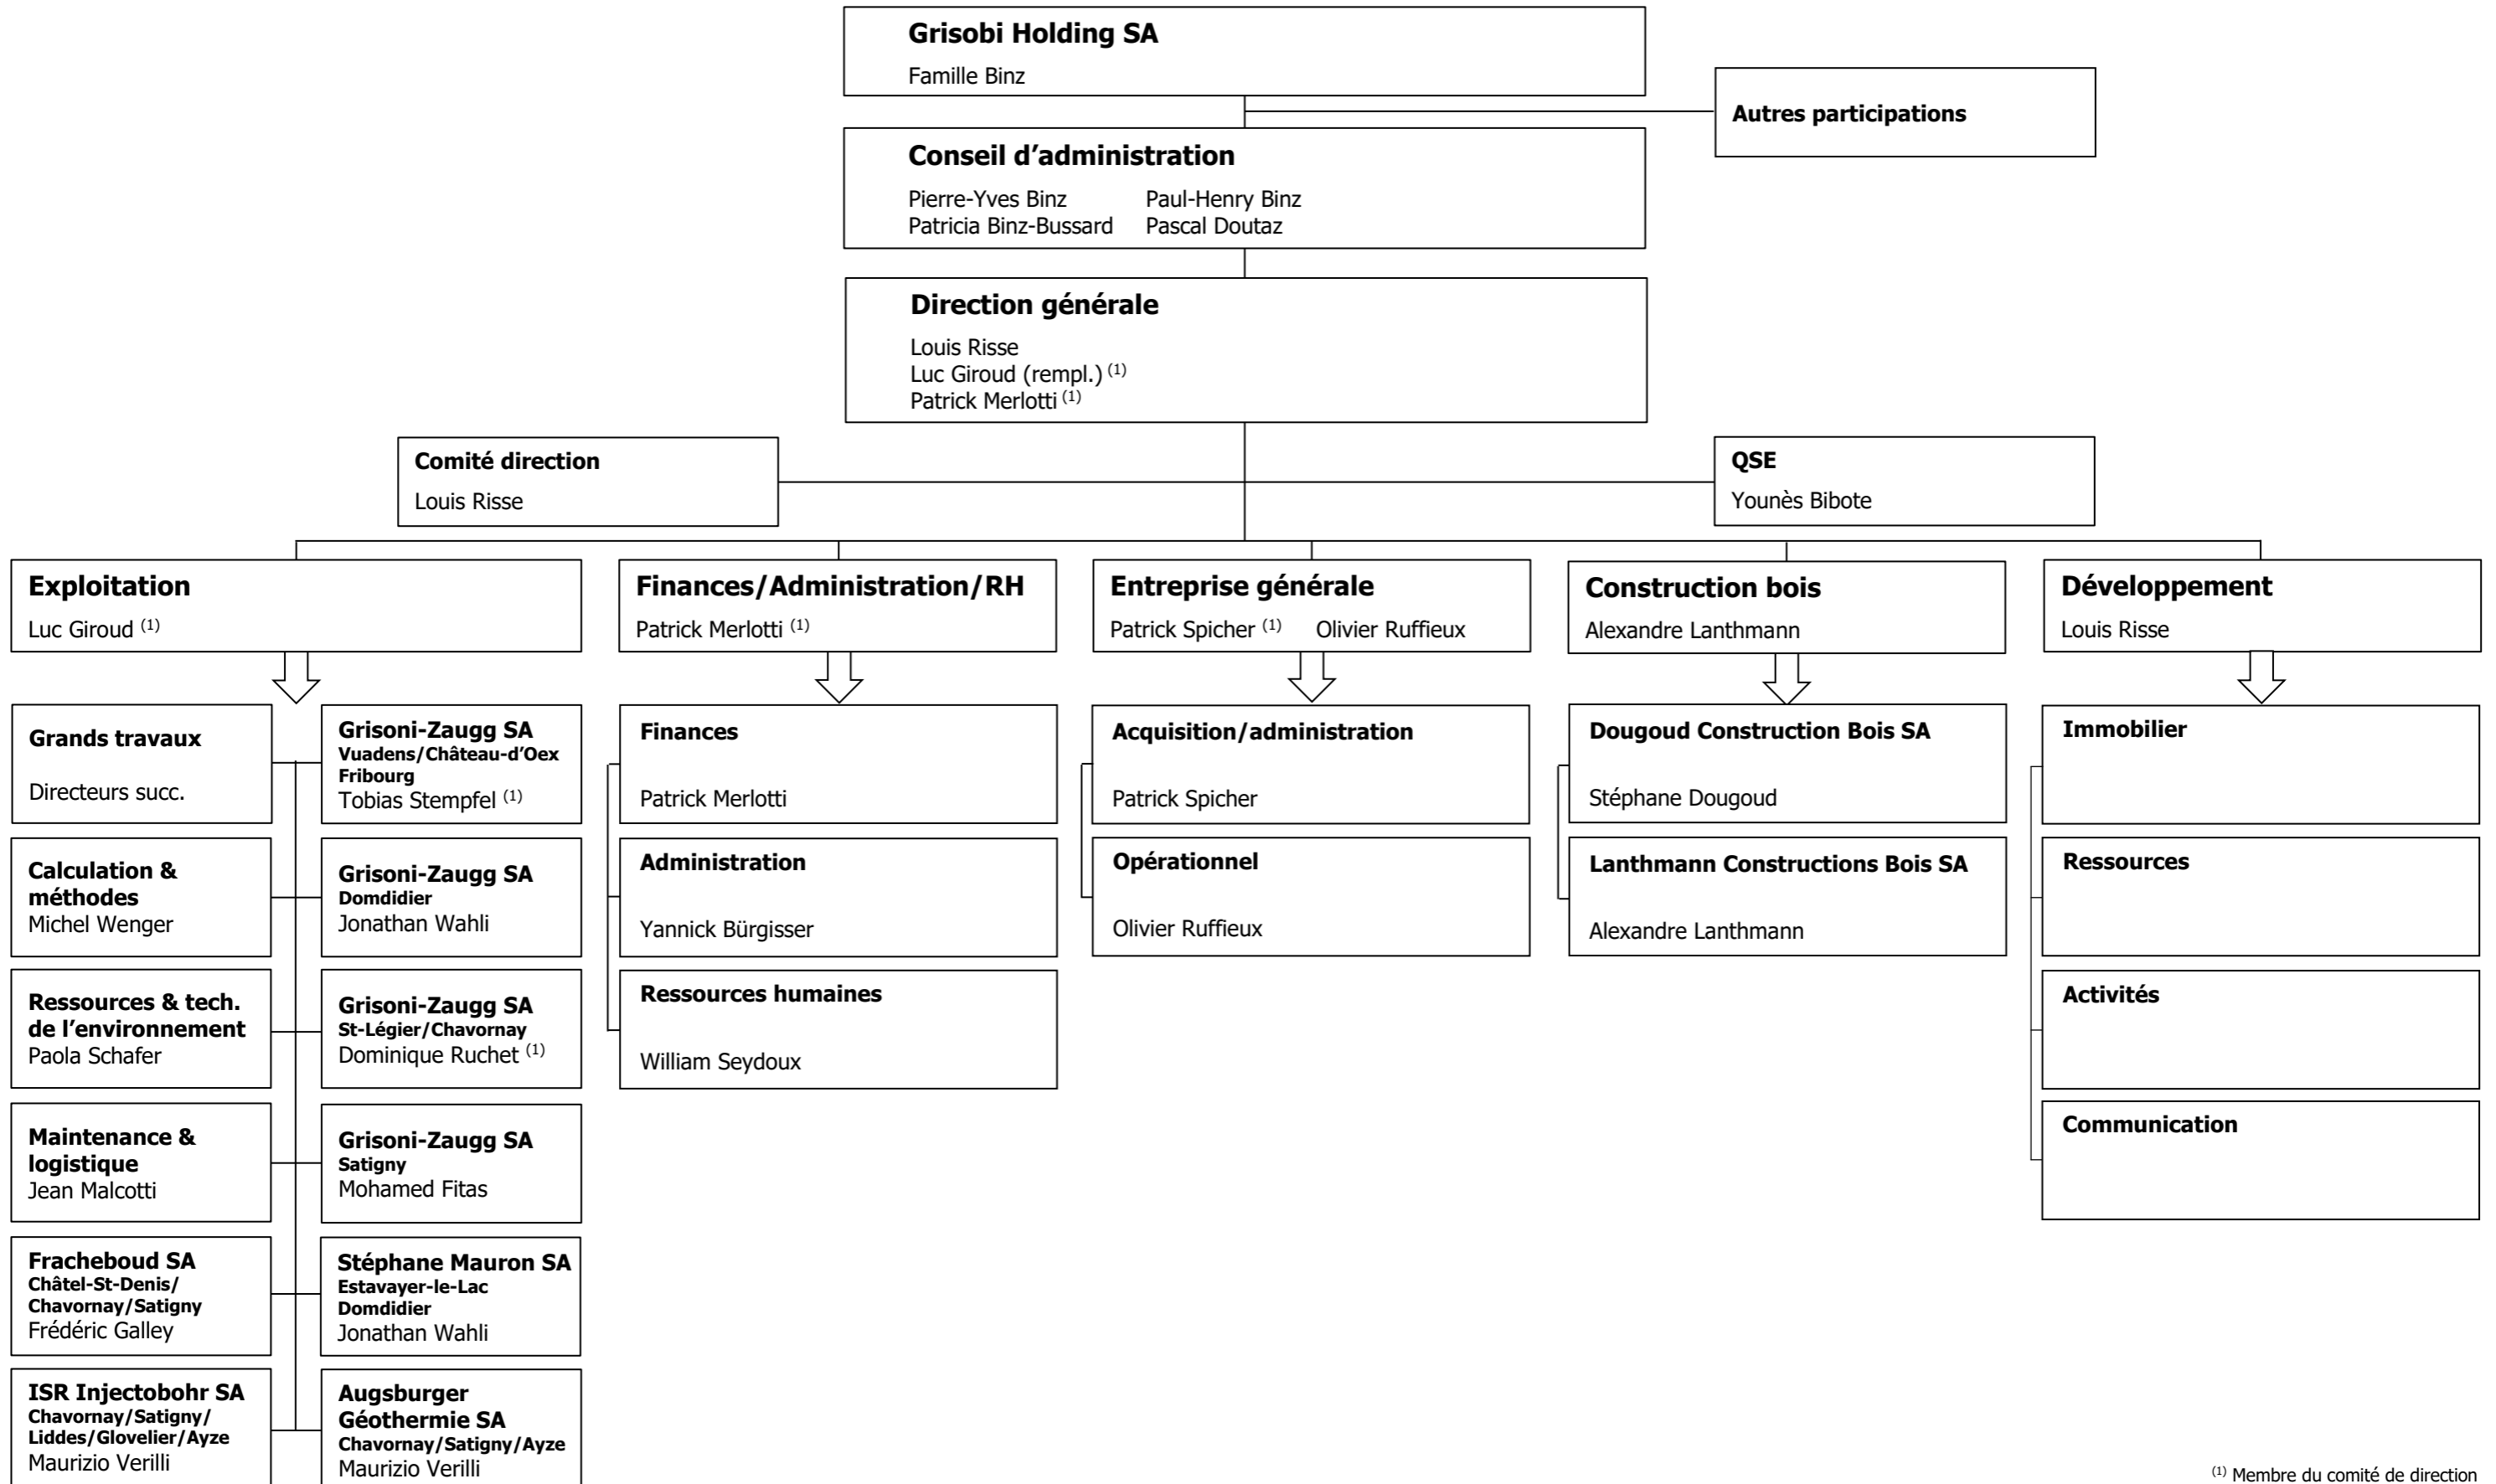 Grisobi Holding SA
Famille Binz
Autres participations
Conseil d’administration
Pierre-Yves Binz Paul-Henry Binz
Patricia Binz-Bussard Pascal Doutaz
Direction générale
Louis Risse
Luc Giroud (rempl.) (1)
Patrick Merlotti (1)
Comité direction
Louis Risse
QSE
Younès Bibote
Exploitation
Luc Giroud (1)
Finances/Administration/RH
Patrick Merlotti (1)
Entreprise générale
Patrick Spicher (1) Olivier Ruffieux
Construction bois
Alexandre Lanthmann
Développement
Louis Risse
Grands travaux
Directeurs succ.
Grisoni-Zaugg SA
Vuadens/Château-d’Oex
Fribourg
Tobias Stempfel (1)
Calculation &
méthodes
Michel Wenger
Grisoni-Zaugg SA
Domdidier
Jonathan Wahli
Ressources & tech.
de l’environnement
Paola Schafer
Grisoni-Zaugg SA
St-Légier/Chavornay
Dominique Ruchet (1)
Maintenance &
logistique
Jean Malcotti
Grisoni-Zaugg SA
Satigny
Mohamed Fitas
Fracheboud SA
Châtel-St-Denis/
Chavornay/Satigny
Frédéric Galley
Stéphane Mauron SA
Estavayer-le-Lac
Domdidier
Jonathan Wahli
ISR Injectobohr SA
Chavornay/Satigny/
Liddes/Glovelier/Ayze
Maurizio Verilli
Augsburger
Géothermie SA
Chavornay/Satigny/Ayze
Maurizio Verilli
Finances
Patrick Merlotti
Administration
Yannick Bürgisser
Ressources humaines
William Seydoux
Acquisition/administration
Patrick Spicher
Opérationnel
Olivier Ruffieux
Dougoud Construction Bois SA
Stéphane Dougoud
Lanthmann Constructions Bois SA
Alexandre Lanthmann
Immobilier
Ressources
Activités
Communication
(1) Membre du comité de direction